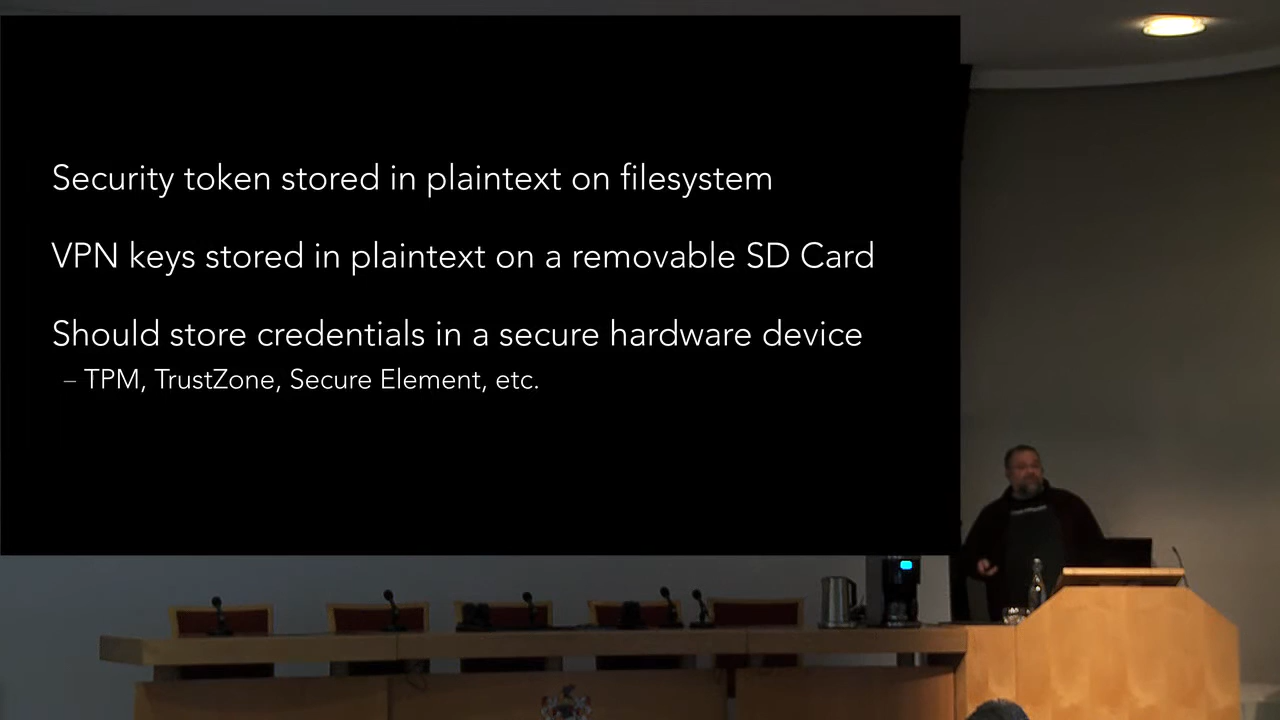 Security token stored in plaintext on filesystem
VPN keys stored in plaintext on a removable SD Card
Should store credentials in a secure hardware device
– TPM, TrustZone, Secure Element, etc.